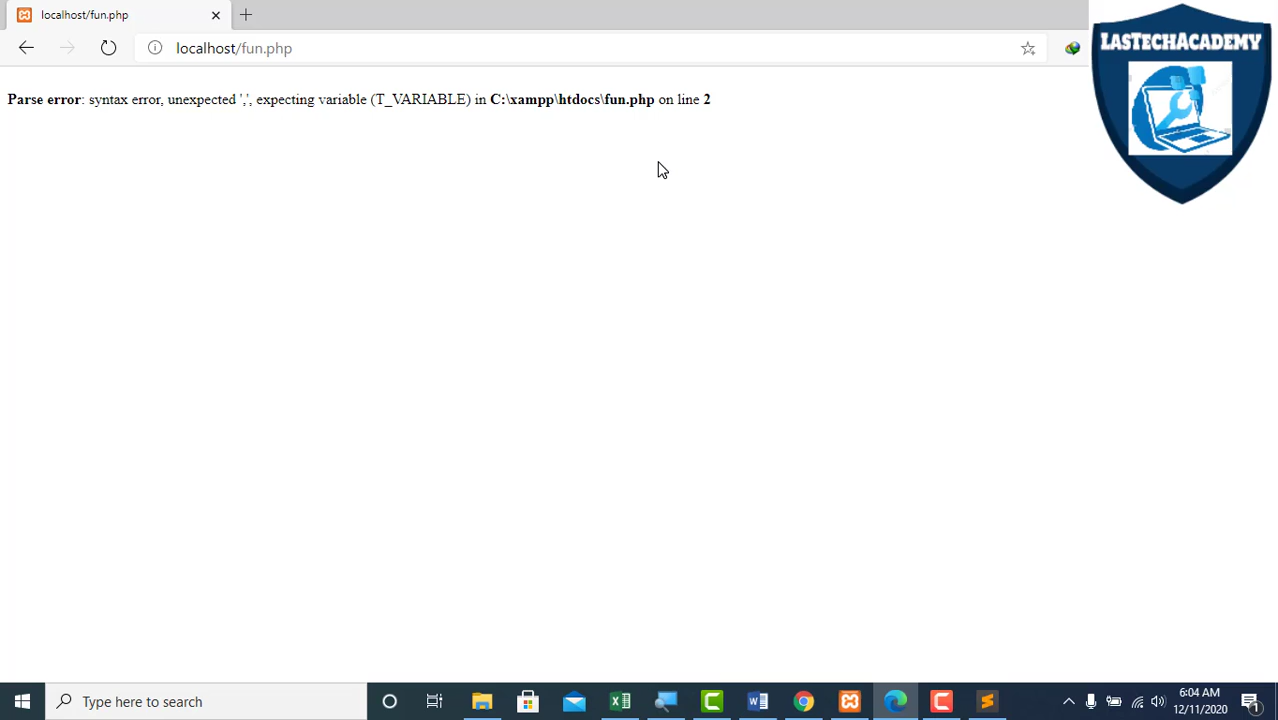 localhost/fun.php
localhost/fun.php
LASTECHACADEMY
Parse error: syntax error, unexpected ',', expecting variable (T_VARIABLE) in C:\xampp\htdocs\fun.php on line 2
Type here to search
6:04 AM
12/11/2020
1